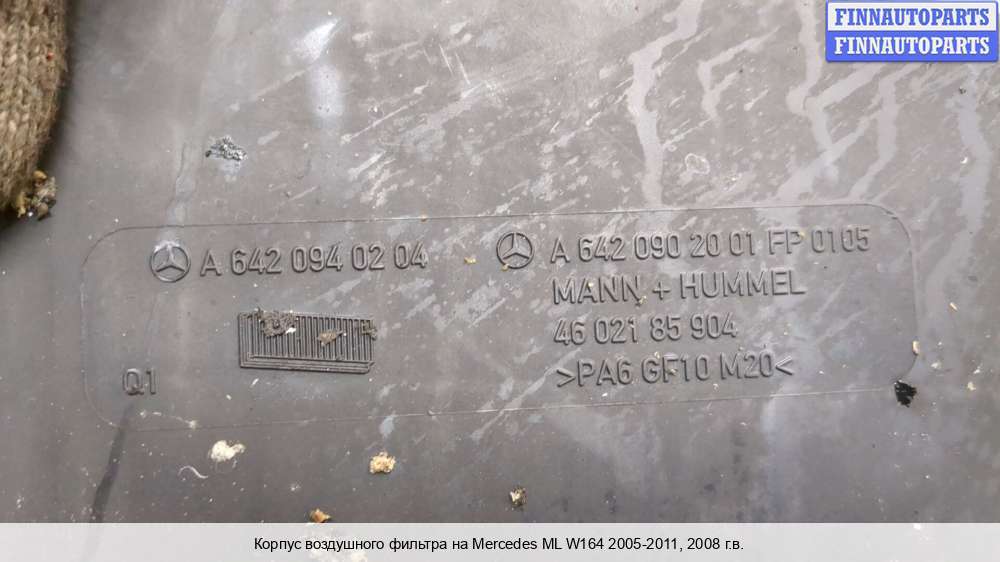 FINNAUTOPARTS
FINNAUTOPARTS
A 642 094 02 04
A 642 090 20 01 FP 0105
MANN + HUMMEL
46 021 85 904
>PA6 GF10 M20<
Q1
Корпус воздушного фильтра на Mercedes ML W164 2005-2011, 2008 г.в.